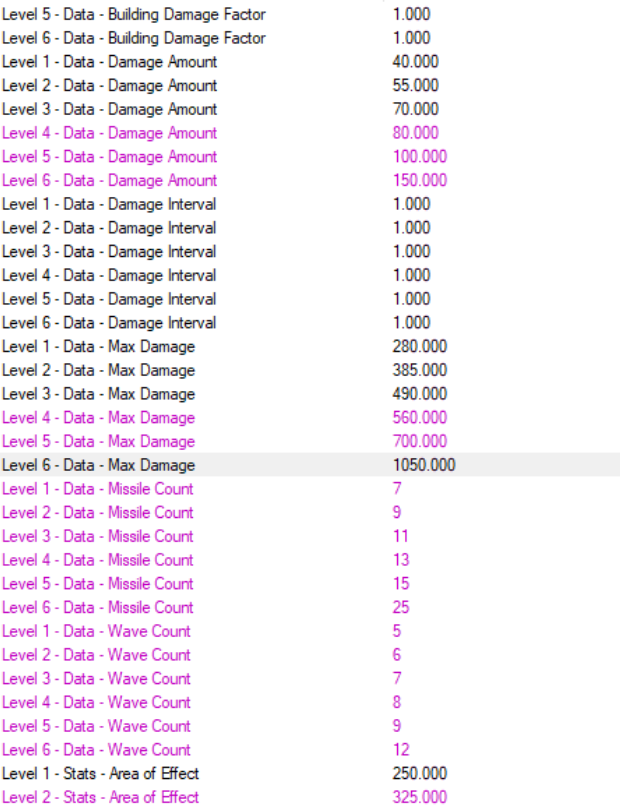 Level 5 - Data - Building Damage Factor 1.000
Level 6 - Data - Building Damage Factor 1.000
Level 1 - Data - Damage Amount 40.000
Level 2 - Data - Damage Amount 55.000
Level 3 - Data - Damage Amount 70.000
Level 4 - Data - Damage Amount 80.000
Level 5 - Data - Damage Amount 100.000
Level 6 - Data - Damage Amount 150.000
Level 1 - Data - Damage Interval 1.000
Level 2 - Data - Damage Interval 1.000
Level 3 - Data - Damage Interval 1.000
Level 4 - Data - Damage Interval 1.000
Level 5 - Data - Damage Interval 1.000
Level 6 - Data - Damage Interval 1.000
Level 1 - Data - Max Damage 280.000
Level 2 - Data - Max Damage 385.000
Level 3 - Data - Max Damage 490.000
Level 4 - Data - Max Damage 560.000
Level 5 - Data - Max Damage 700.000
Level 6 - Data - Max Damage 1050.000
Level 1 - Data - Missile Count 7
Level 2 - Data - Missile Count 9
Level 3 - Data - Missile Count 11
Level 4 - Data - Missile Count 13
Level 5 - Data - Missile Count 15
Level 6 - Data - Missile Count 25
Level 1 - Data - Wave Count 5
Level 2 - Data - Wave Count 6
Level 3 - Data - Wave Count 7
Level 4 - Data - Wave Count 8
Level 5 - Data - Wave Count 9
Level 6 - Data - Wave Count 12
Level 1 - Stats - Area of Effect 250.000
Level 2 - Stats - Area of Effect 325.000